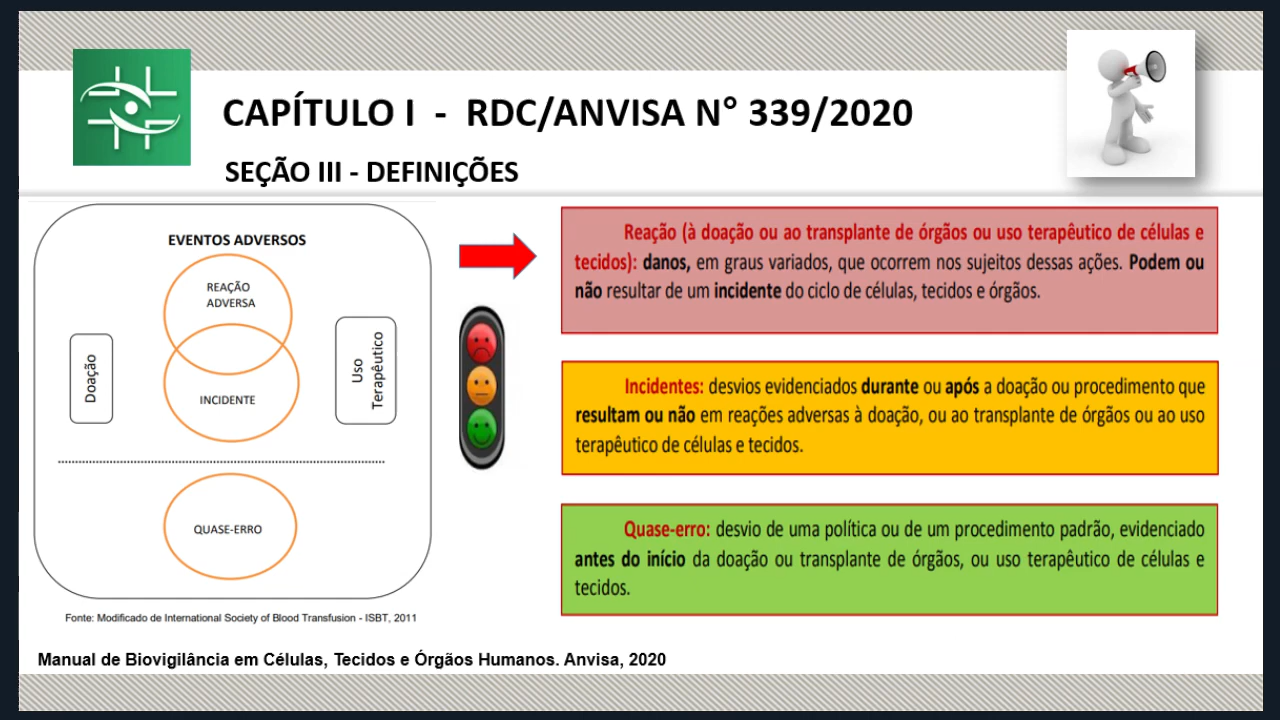 CAPÍTULO I - RDC/ANVISA N° 339/2020
SEÇÃO III - DEFINIÇÕES
EVENTOS ADVERSOS
REAÇÃO
ADVERSA
Doação
INCIDENTE
Uso
Terapêutico
QUASE-ERRO
Fonte: Modificado de International Society of Blood Transfusion - ISBT, 2011
Reação (à doação ou ao transplante de órgãos ou uso terapêutico de células e
tecidos): danos, em graus variados, que ocorrem nos sujeitos dessas ações. Podem ou
não resultar de um incidente do ciclo de células, tecidos e órgãos.
Incidentes: desvios evidenciados durante ou após a doação ou procedimento que
resultam ou não em reações adversas à doação, ou ao transplante de órgãos ou ao uso
terapêutico de células e tecidos.
Quase-erro: desvio de uma política ou de um procedimento padrão, evidenciado
antes do início da doação ou transplante de órgãos, ou uso terapêutico de células e
tecidos.
Manual de Biovigilância em Células, Tecidos e Órgãos Humanos. Anvisa, 2020